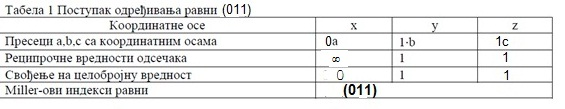 Табела 1 Поступак одређивања равни (011)
Координатне осе x y z
Пресеци a,b,c са координатним осама 0a 1·b 1c
Реципрочне вредности одсечака ∞ 1 1
Свођење на целобројну вредност 0 1 1
Miller-ови индекси равни (011)